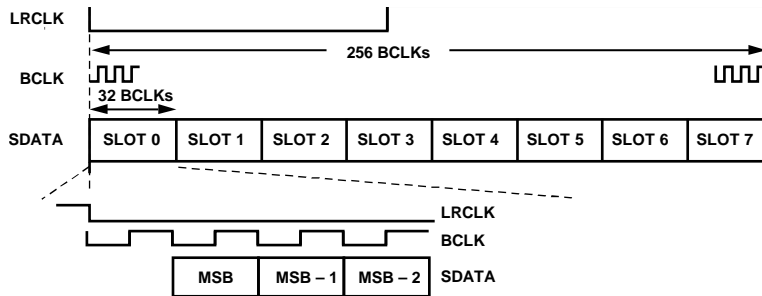 LRCLK
256 BCLKs
BCLK
32 BCLKs
SDATA SLOT 0 SLOT 1 SLOT 2 SLOT 3 SLOT 4 SLOT 5 SLOT 6 SLOT 7
LRCLK
BCLK
MSB MSB – 1 MSB – 2 SDATA